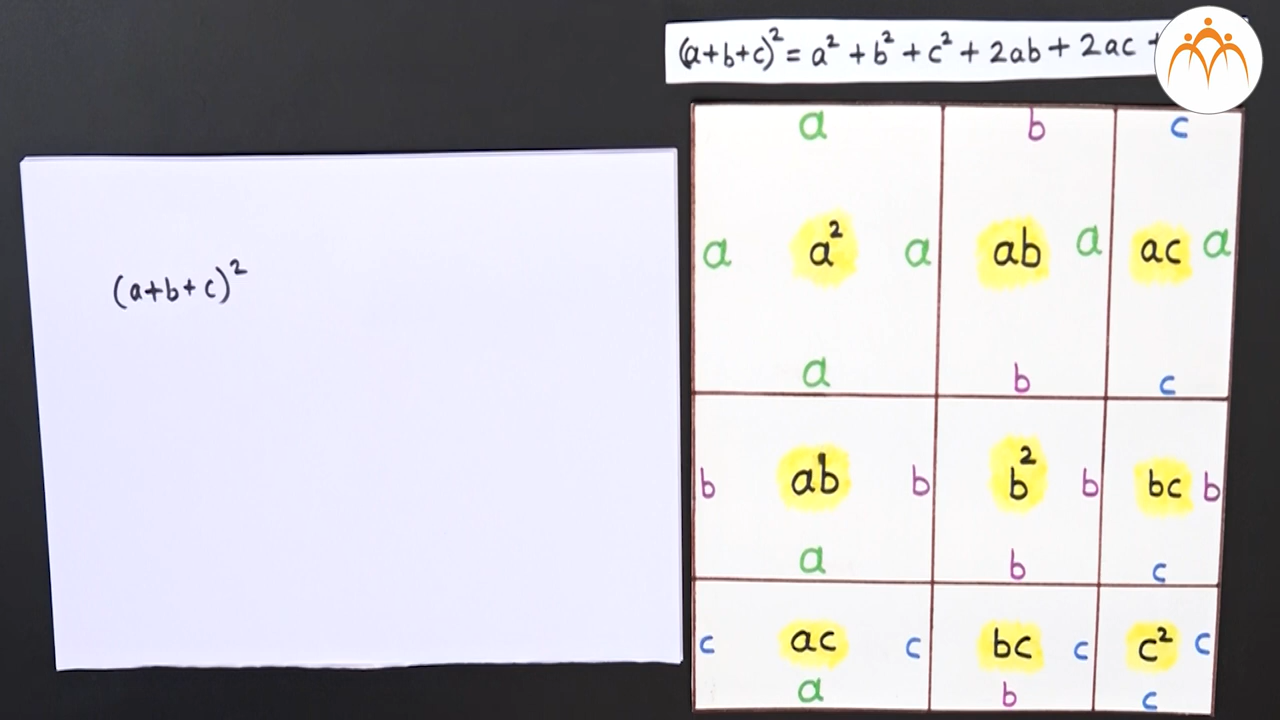 (a+b+c)² = a² + b² + c² + 2ab + 2ac +
(a+b+c)²
a b c
a a² a ab a ac a
a b c
b ab b b² b bc b
a b c
c ac c bc c c² c
a b c